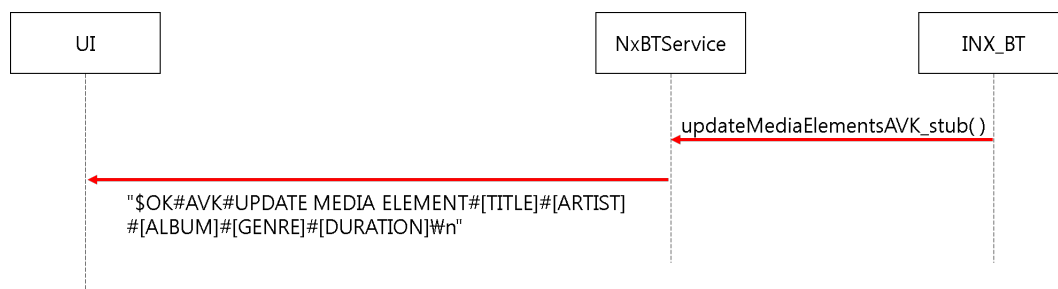 UI
NxBTService
INX_BT
updateMediaElementsAVK_stub( )
"$OK#AVK#UPDATE MEDIA ELEMENT#[TITLE]#[ARTIST]
#[ALBUM]#[GENRE]#[DURATION]₩n"